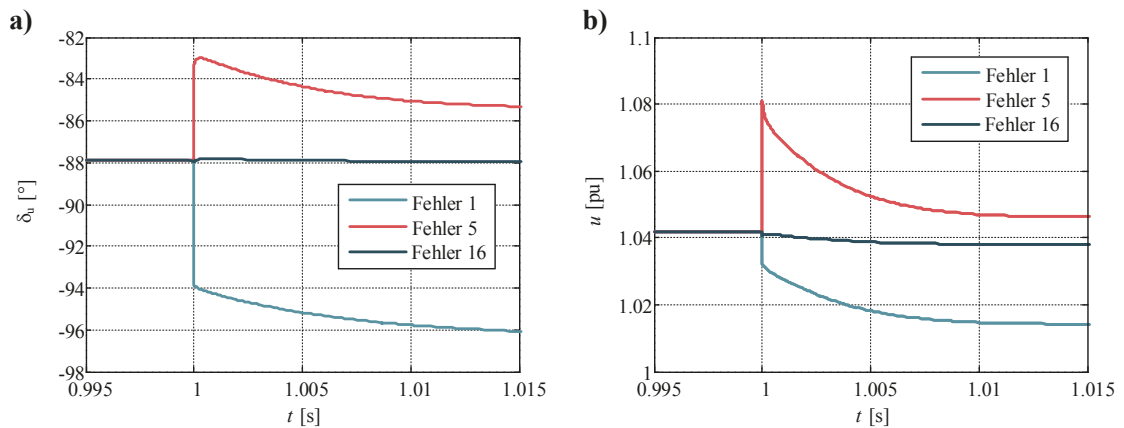 a)
-82
-84
-86
-88
-90
-92
-94
-96
-98
δu [°]
Fehler 1
Fehler 5
Fehler 16
0.995 1 1.005 1.01 1.015
t [s]
b)
1.1
1.08
1.06
1.04
1.02
1
u [pu]
Fehler 1
Fehler 5
Fehler 16
0.995 1 1.005 1.01 1.015
t [s]